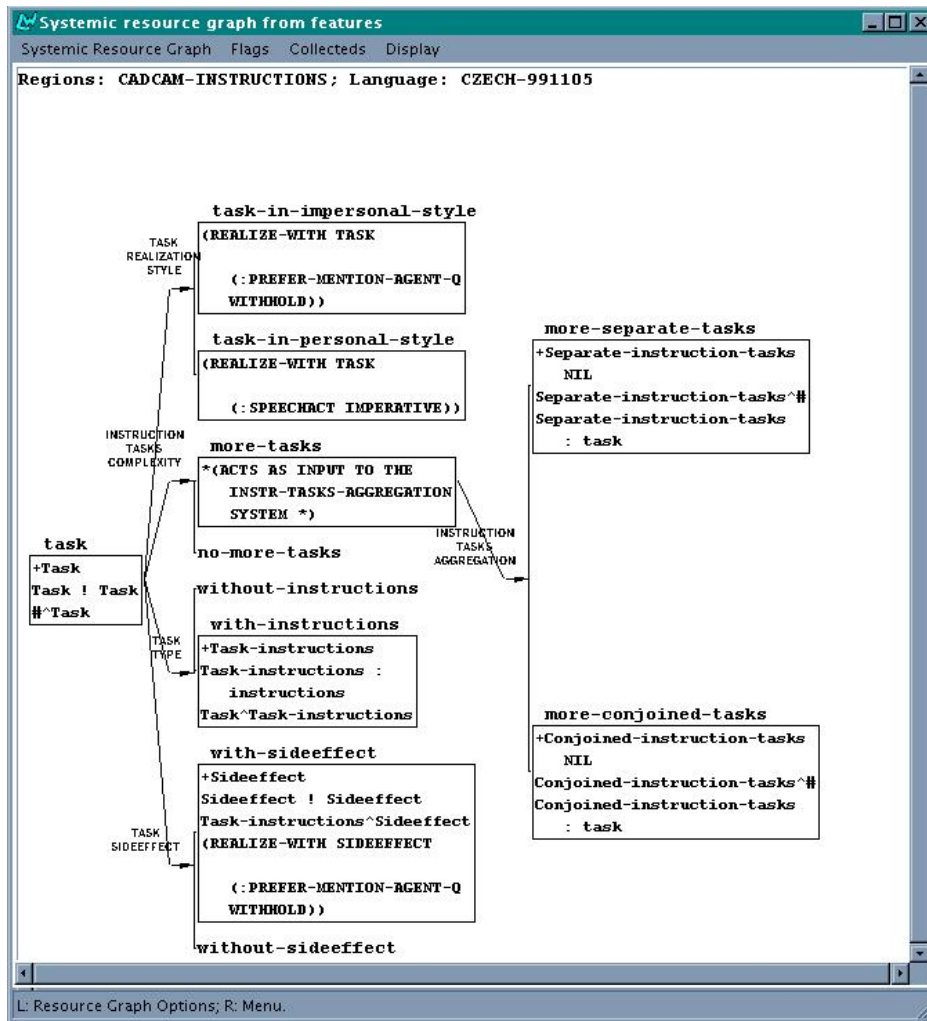 Systemic resource graph from features
Systemic Resource Graph Flags Collecteds Display
Regions: CADCAM-INSTRUCTIONS; Language: CZECH-991105
task-in-impersonal-style
(REALIZE-WITH TASK
(:PREFER-MENTION-AGENT-Q
WITHHOLD))
TASK
REALIZATION
STYLE
task-in-personal-style
(REALIZE-WITH TASK
(:SPEECHACT IMPERATIVE))
more-separate-tasks
+Separate-instruction-tasks
NIL
Separate-instruction-tasks^#
Separate-instruction-tasks
: task
INSTRUCTION
TASKS
COMPLEXITY
more-tasks
*(ACTS AS INPUT TO THE
INSTR-TASKS-AGGREGATION
SYSTEM *)
no-more-tasks
INSTRUCTION
TASKS
AGGREGATION
task
+Task
Task ! Task
#^Task
without-instructions
with-instructions
+Task-instructions
Task-instructions :
instructions
Task^Task-instructions
TASK
TYPE
more-conjoined-tasks
+Conjoined-instruction-tasks
NIL
Conjoined-instruction-tasks^#
Conjoined-instruction-tasks
: task
with-sideeffect
+Sideeffect
Sideeffect ! Sideeffect
Task-instructions^Sideeffect
(REALIZE-WITH SIDEEFFECT
(:PREFER-MENTION-AGENT-Q
WITHHOLD))
TASK
SIDEEFFECT
without-sideeffect
L: Resource Graph Options; R: Menu.